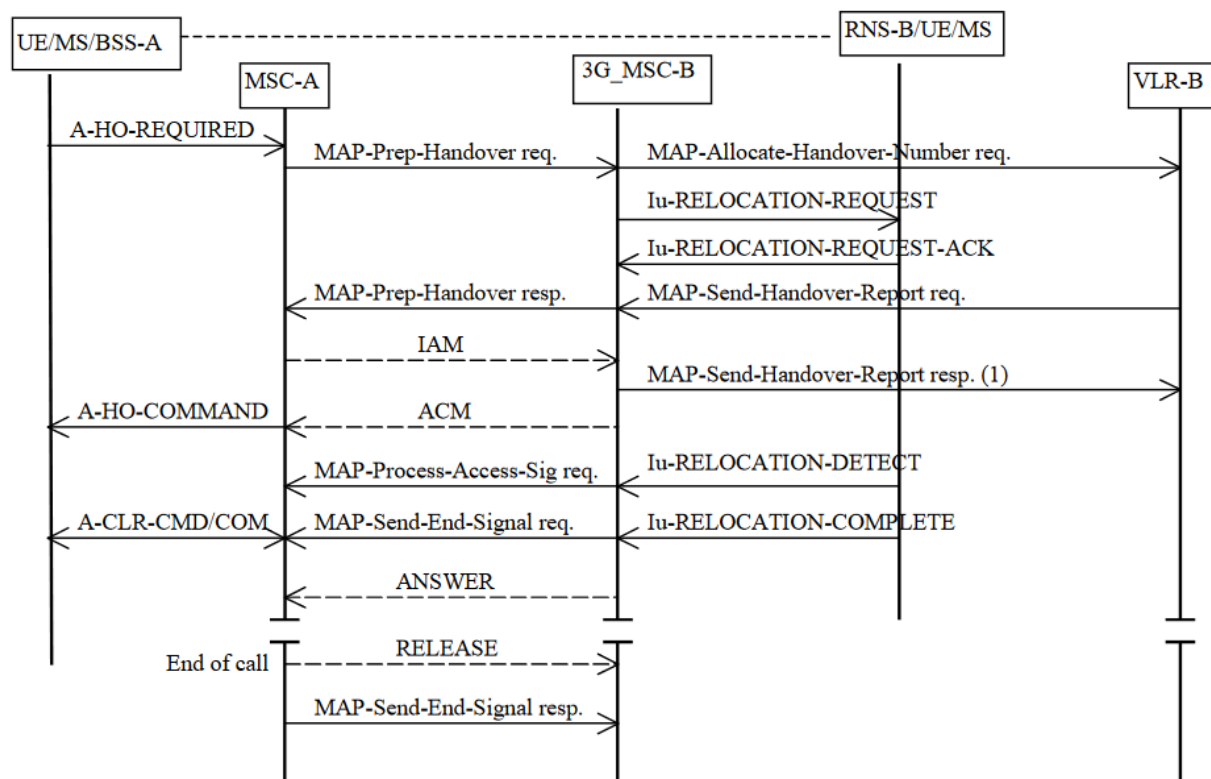 UE/MS/BSS-A
RNS-B/UE/MS
MSC-A
3G_MSC-B
VLR-B
A-HO-REQUIRED
MAP-Prep-Handover req.
MAP-Allocate-Handover-Number req.
Iu-RELOCATION-REQUEST
Iu-RELOCATION-REQUEST-ACK
MAP-Prep-Handover resp.
MAP-Send-Handover-Report req.
IAM
MAP-Send-Handover-Report resp. (1)
A-HO-COMMAND
ACM
MAP-Process-Access-Sig req.
Iu-RELOCATION-DETECT
A-CLR-CMD/COM
MAP-Send-End-Signal req.
Iu-RELOCATION-COMPLETE
ANSWER
End of call
RELEASE
MAP-Send-End-Signal resp.